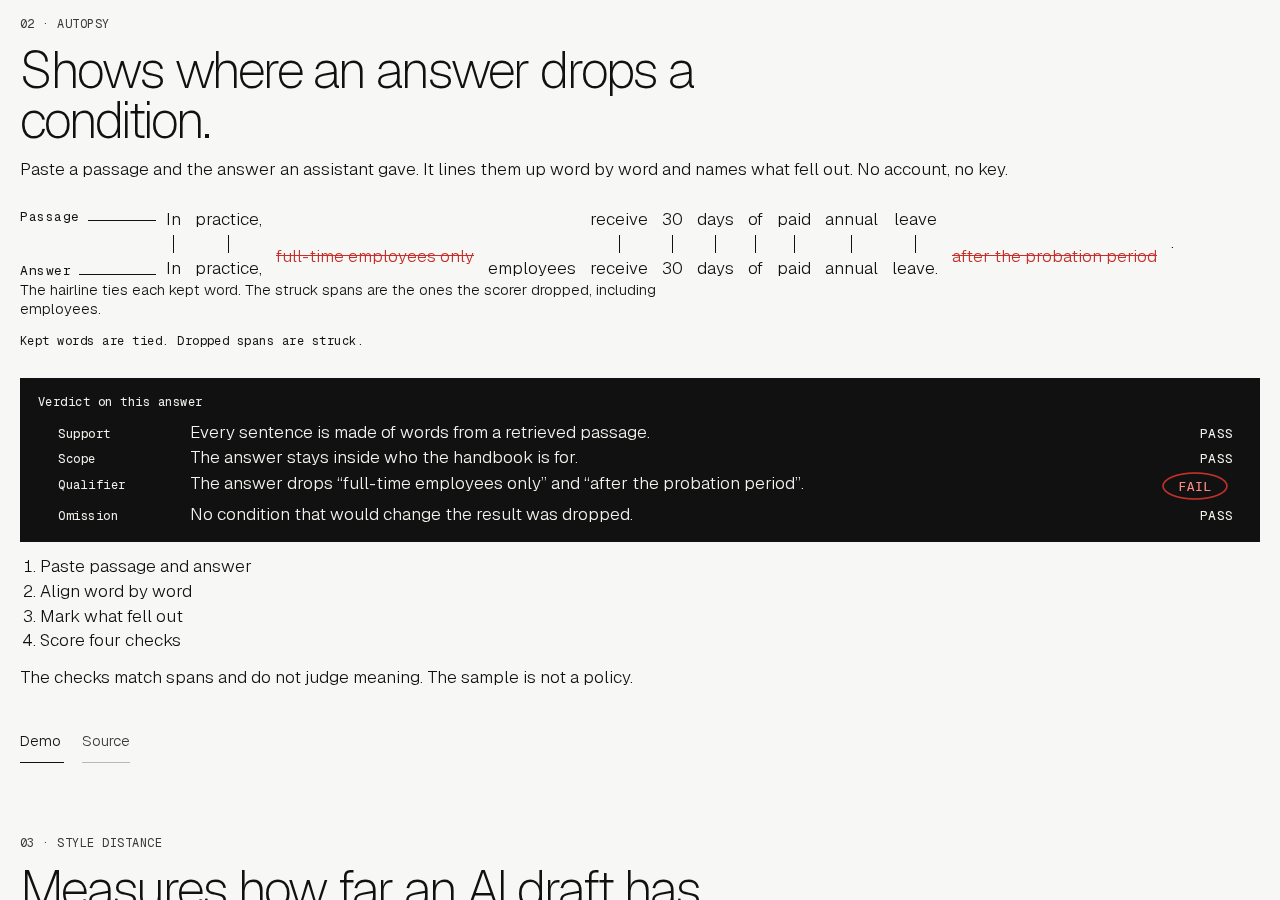 02 · AUTOPSY
Shows where an answer drops a
condition.
Paste a passage and the answer an assistant gave. It lines them up word by word and names what fell out. No account, no key.
Passage In practice, receive 30 days of paid annual leave
full-time employees only after the probation period .
Answer In practice, employees receive 30 days of paid annual leave.
The hairline ties each kept word. The struck spans are the ones the scorer dropped, including
employees.
Kept words are tied. Dropped spans are struck.
Verdict on this answer
Support Every sentence is made of words from a retrieved passage. PASS
Scope The answer stays inside who the handbook is for. PASS
Qualifier The answer drops “full-time employees only” and “after the probation period”. FAIL
Omission No condition that would change the result was dropped. PASS
1. Paste passage and answer
2. Align word by word
3. Mark what fell out
4. Score four checks
The checks match spans and do not judge meaning. The sample is not a policy.
Demo Source
03 · STYLE DISTANCE
Measures how far an AI draft has